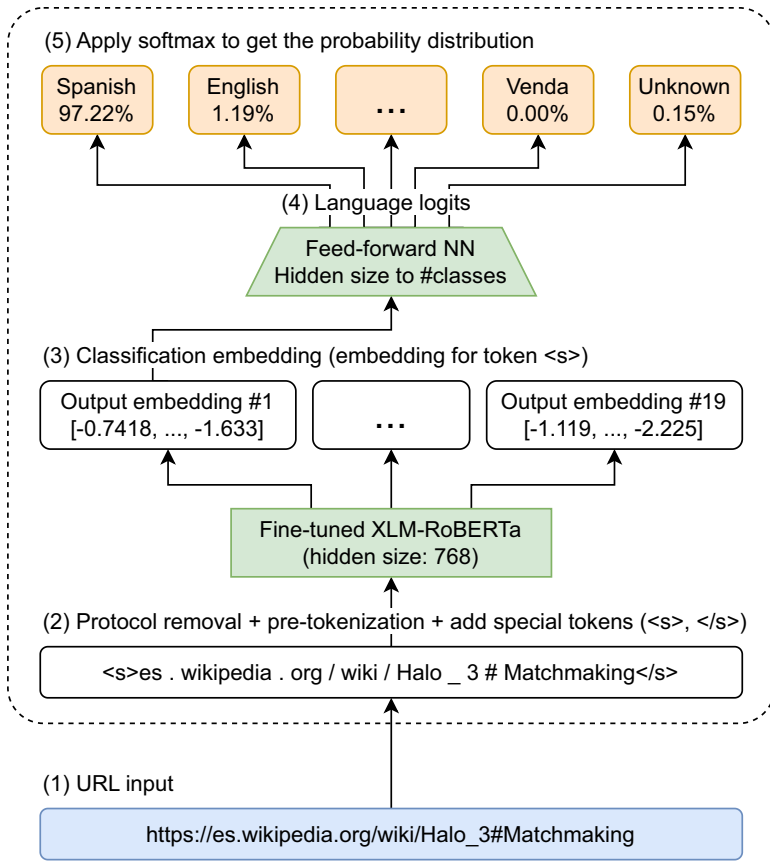 (5) Apply softmax to get the probability distribution
Spanish
97.22%
English
1.19%
...
Venda
0.00%
Unknown
0.15%
(4) Language logits
Feed-forward NN
Hidden size to #classes
(3) Classification embedding (embedding for token <s>)
Output embedding #1
[-0.7418, ..., -1.633]
...
Output embedding #19
[-1.119, ..., -2.225]
Fine-tuned XLM-RoBERTa
(hidden size: 768)
(2) Protocol removal + pre-tokenization + add special tokens (<s>, </s>)
<s>es . wikipedia . org / wiki / Halo _ 3 # Matchmaking</s>
(1) URL input
https://es.wikipedia.org/wiki/Halo_3#Matchmaking